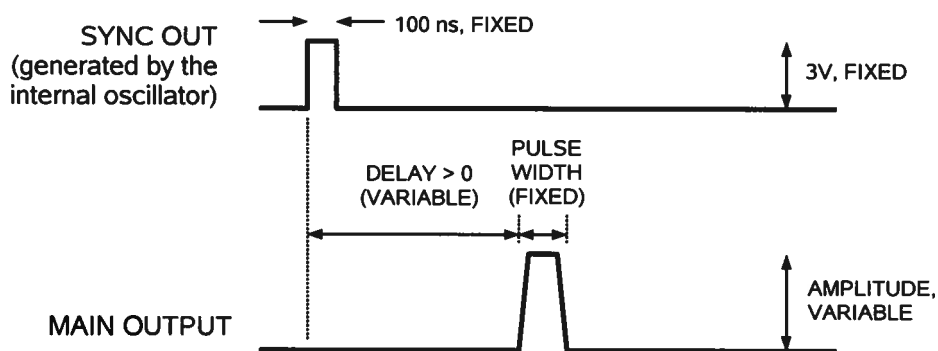 100 ns, FIXED
SYNC OUT
(generated by the
internal oscillator)
3V, FIXED
PULSE
WIDTH
(FIXED)
DELAY > 0
(VARIABLE)
AMPLITUDE,
VARIABLE
MAIN OUTPUT